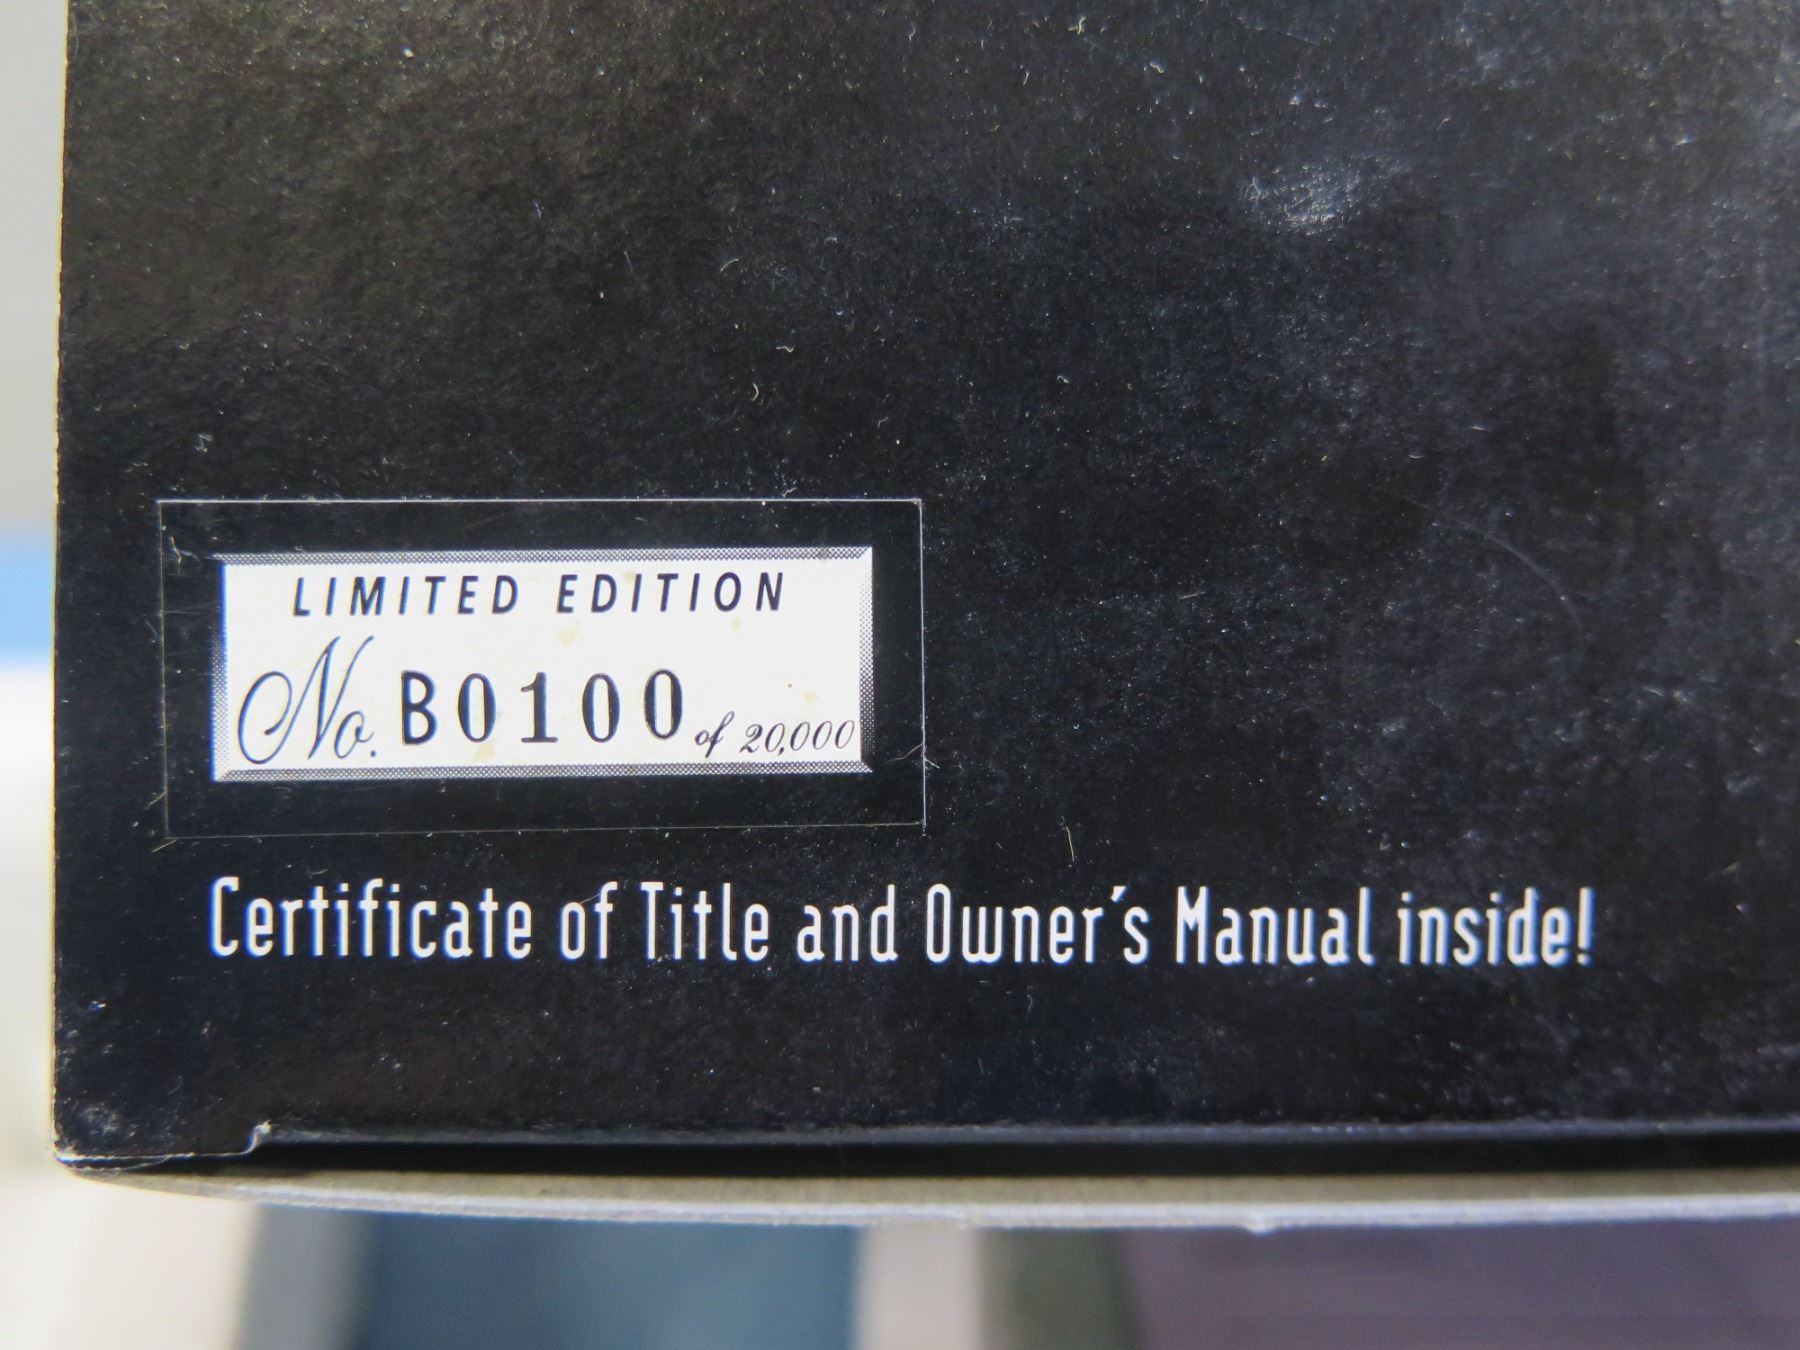 LIMITED EDITION
No. B0100 of 20,000
Certificate of Title and Owner's Manual inside!